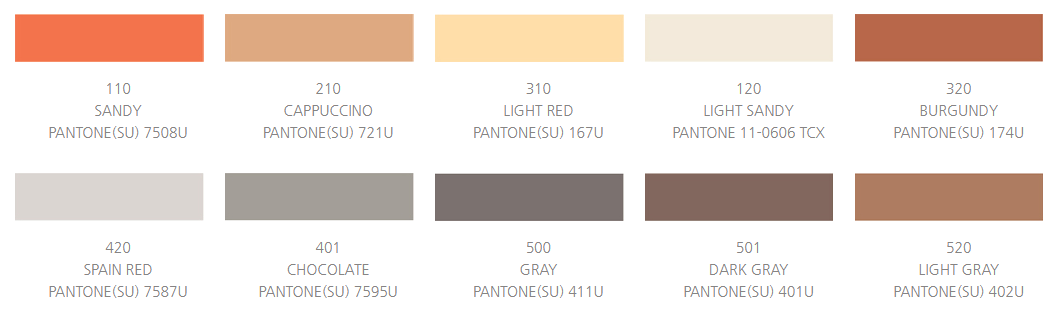 110
SANDY
PANTONE(SU) 7508U
210
CAPPUCCINO
PANTONE(SU) 721U
310
LIGHT RED
PANTONE(SU) 167U
120
LIGHT SANDY
PANTONE 11-0606 TCX
320
BURGUNDY
PANTONE(SU) 174U
420
SPAIN RED
PANTONE(SU) 7587U
401
CHOCOLATE
PANTONE(SU) 7595U
500
GRAY
PANTONE(SU) 411U
501
DARK GRAY
PANTONE(SU) 401U
520
LIGHT GRAY
PANTONE(SU) 402U